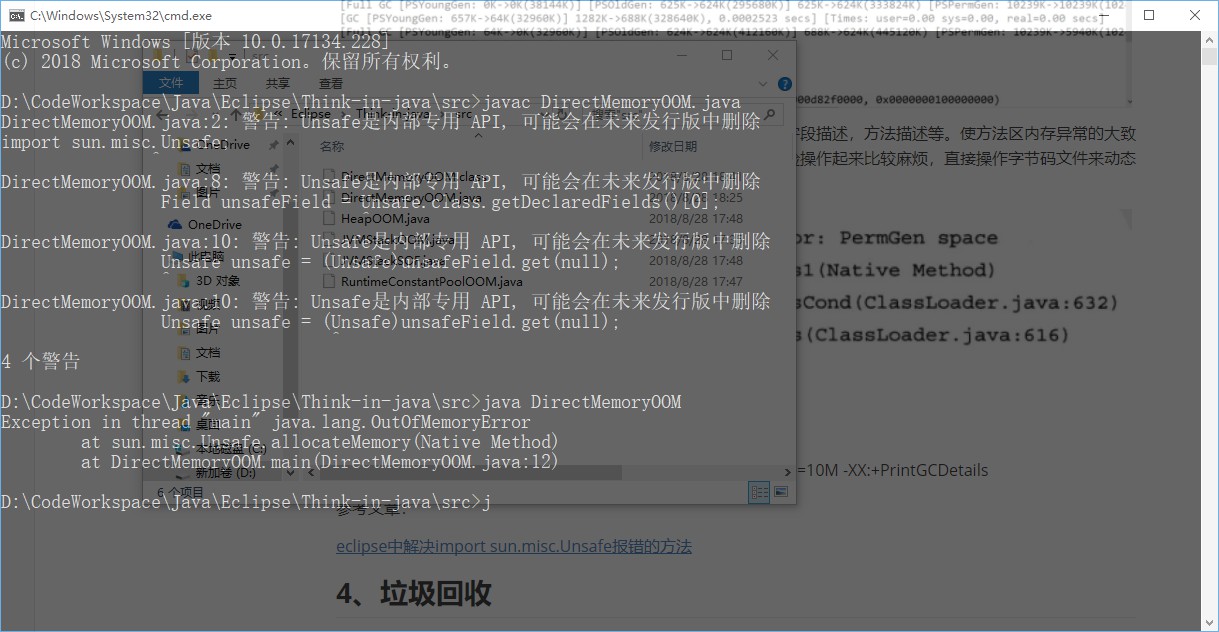 C:\Windows\System32\cmd.exe
[Full GC [PSYoungGen: 0K->0K(38144K)] [PSOldGen: 625K->624K(295680K)] 625K->624K(333824K) [PSPermGen: 10239K->10239K(102
[GC [PSYoungGen: 657K->64K(32960K)] 1282K->688K(328640K), 0.0002523 secs] [Times: user=0.00 sys=0.00, real=0.00 secs]
[Full GC [PSYoungGen: 64K->0K(32960K)] [PSOldGen: 624K->624K(412160K)] 688K->624K(445120K) [PSPermGen: 10239K->5940K(102
Microsoft Windows [版本 10.0.17134.228]
(c) 2018 Microsoft Corporation。保留所有权利。
文件 主页 共享 查看
D:\CodeWorkspace\Java\Eclipse\Think-in-java\src>javac DirectMemoryOOM.java
00d82f0000, 0x0000000100000000)
DirectMemoryOOM.java:2: 警告: Unsafe是内部专用 API, 可能会在未来发行版中删除
import sun.misc.Unsafe;
^
Eclipse Think-in-java src
段描述，方法描述等。使方法区内存异常的大致
操作起来比较麻烦，直接操作字节码文件来动态
OneDrive
名称 修改日期
文档
DirectMemoryOOM.class
DirectMemoryOOM.java:8: 警告: Unsafe是内部专用 API, 可能会在未来发行版中删除
Field unsafeField = Unsafe.class.getDeclaredFields()[0];
^
图片
DirectMemoryOOM.java 18:25
OneDrive
HeapOOM.java 2018/8/28 17:48
DirectMemoryOOM.java:10: 警告: Unsafe是内部专用 API, 可能会在未来发行版中删除
Unsafe unsafe = (Unsafe)unsafeField.get(null);
^
此电脑
2018/8/28 17:48
or: PermGen space
s1(Native Method)
3D 对象
RuntimeConstantPoolOOM.java 2018/8/28 17:47
DirectMemoryOOM.java:10: 警告: Unsafe是内部专用 API, 可能会在未来发行版中删除
Unsafe unsafe = (Unsafe)unsafeField.get(null);
^
sCond(ClassLoader.java:632)
s(ClassLoader.java:616)
视频
图片
文档
4 个警告
下载
音乐
D:\CodeWorkspace\Java\Eclipse\Think-in-java\src>java DirectMemoryOOM
Exception in thread "main" java.lang.OutOfMemoryError
at sun.misc.Unsafe.allocateMemory(Native Method)
at DirectMemoryOOM.main(DirectMemoryOOM.java:12)
桌面
本地磁盘 (C:)
新加卷 (D:)
=10M -XX:+PrintGCDetails
6 个项目
D:\CodeWorkspace\Java\Eclipse\Think-in-java\src>j
参考文章：
eclipse中解决import sun.misc.Unsafe报错的方法
4、垃圾回收